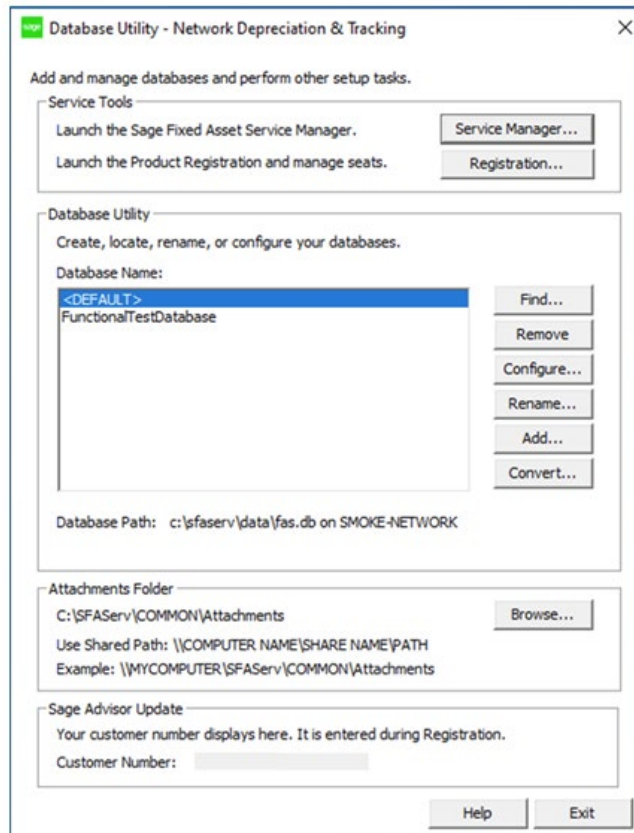 sage
Database Utility - Network Depreciation & Tracking
Add and manage databases and perform other setup tasks.
Service Tools
Launch the Sage Fixed Asset Service Manager.
Service Manager...
Launch the Product Registration and manage seats.
Registration...
Database Utility
Create, locate, rename, or configure your databases.
Database Name:
<DEFAULT>
FunctionalTestDatabase
Find...
Remove
Configure...
Rename...
Add...
Convert...
Database Path: c:\sfaserv\data\fas.db on SMOKE-NETWORK
Attachments Folder
C:\SFAServ\COMMON\Attachments
Browse...
Use Shared Path: \\COMPUTER NAME\SHARE NAME\PATH
Example: \\MYCOMPUTER\SFAServ\COMMON\Attachments
Sage Advisor Update
Your customer number displays here. It is entered during Registration.
Customer Number:
Help
Exit